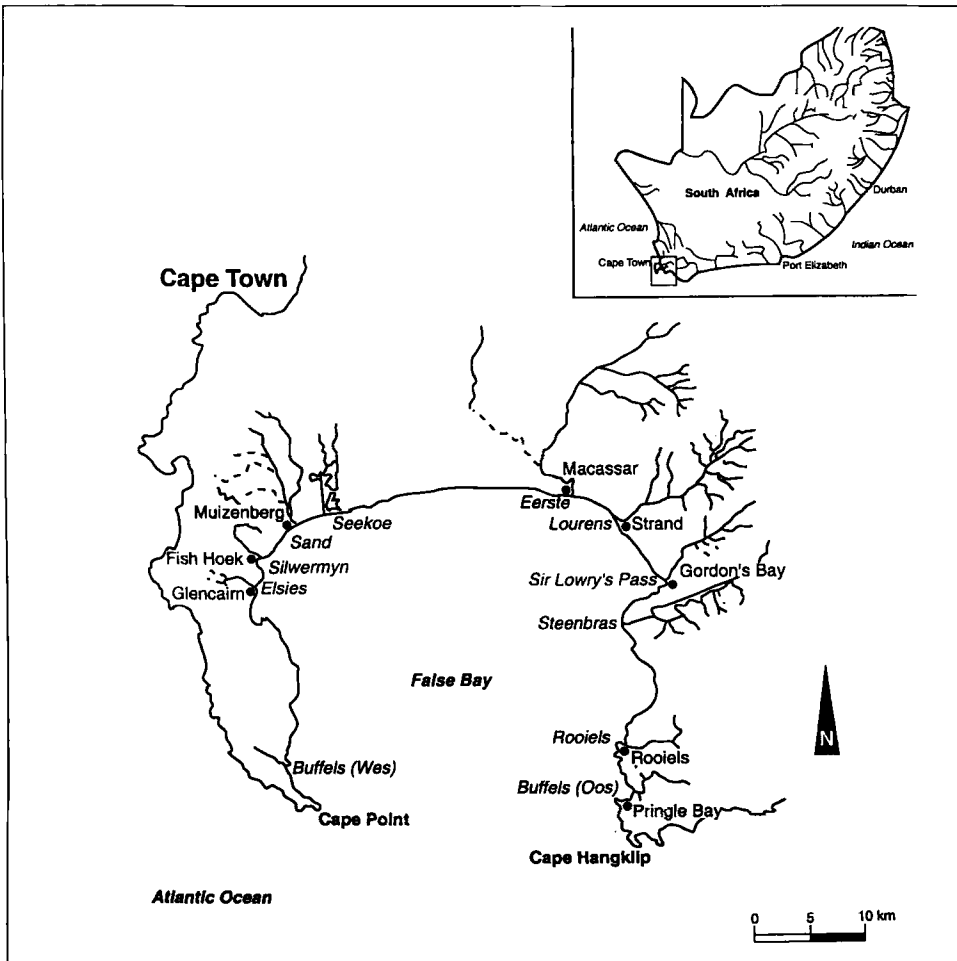 South Africa
Durban
Atlantic Ocean
Indian Ocean
Cape Town
Port Elizabeth
Cape Town
Macassar
Eerste
Muizenberg
Seekoe
Lourens
Strand
Sand
Fish Hoek
Silwermyn
Glencairn
Elsies
Sir Lowry's Pass
Gordon's Bay
Steenbras
False Bay
N
Rooiels
Rooiels
Buffels (Wes)
Buffels (Oos)
Pringle Bay
Cape Point
Cape Hangklip
Atlantic Ocean
0 5 10 km